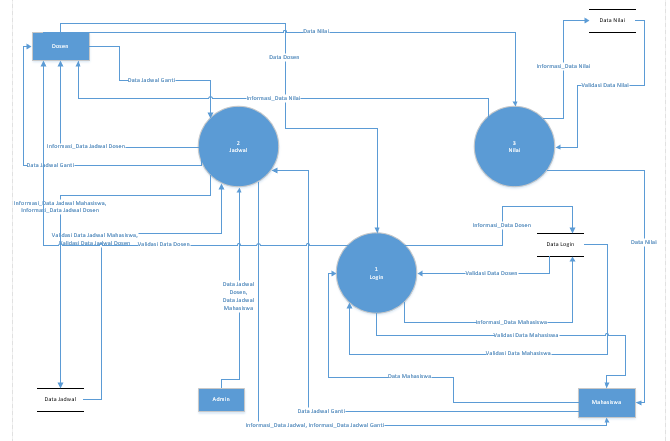 Data Nilai
Data Nilai
Dosen
Data Dosen
Informasi_Data Nilai
Data Jadwal Ganti
Validasi Data Nilai
Informasi_Data Nilai
2
Jadwal
3
Nilai
Informasi_Data Jadwal Dosen
Data Jadwal Ganti
Informasi_Data Jadwal Mahasiswa,
Informasi_Data Jadwal Dosen
Informasi_Data Dosen
Validasi Data Jadwal Mahasiswa,
Validasi Data Jadwal Dosen
Validasi Data Dosen
Data Login
Data Nilai
1
Login
Validasi Data Dosen
Data Jadwal
Dosen,
Data Jadwal
Mahasiswa
Informasi_Data Mahasiswa
Validasi Data Mahasiswa
Validasi Data Mahasiswa
Data Mahasiswa
Data Jadwal
Admin
Mahasiswa
Data Jadwal Ganti
Informasi_Data Jadwal, Informasi_Data Jadwal Ganti